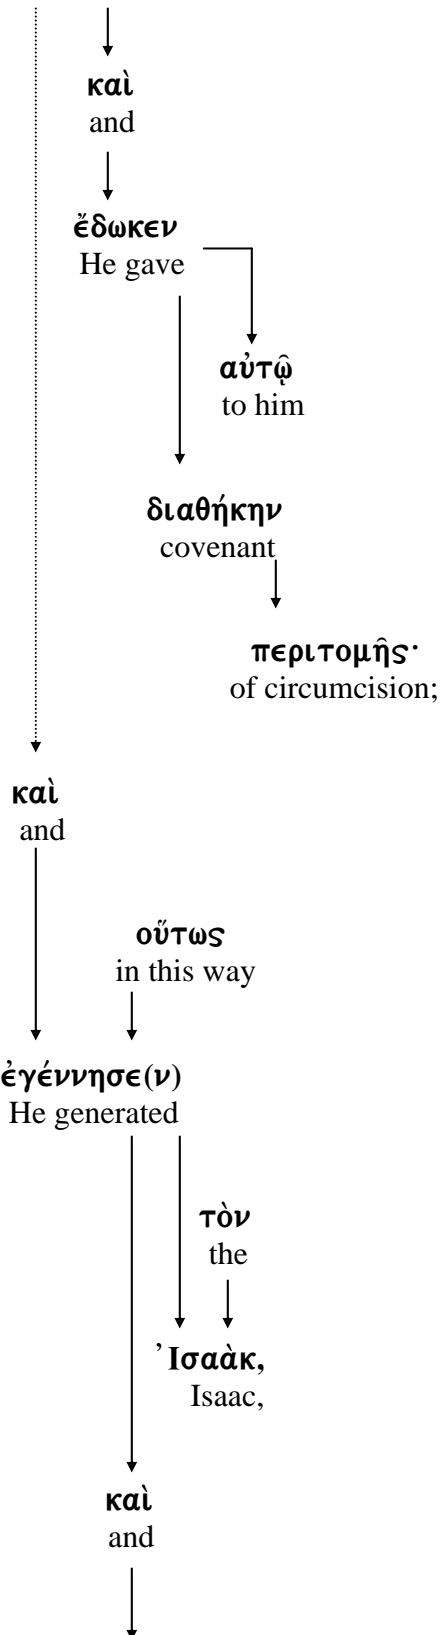 καὶ
and
ἔδωκεν
He gave
αὐτῷ
to him
διαθήκην
covenant
περιτομῆς·
of circumcision;
καὶ
and
οὕτως
in this way
ἐγέννησε(ν)
He generated
τὸν
the
Ἰσαὰκ,
Isaac,
καὶ
and